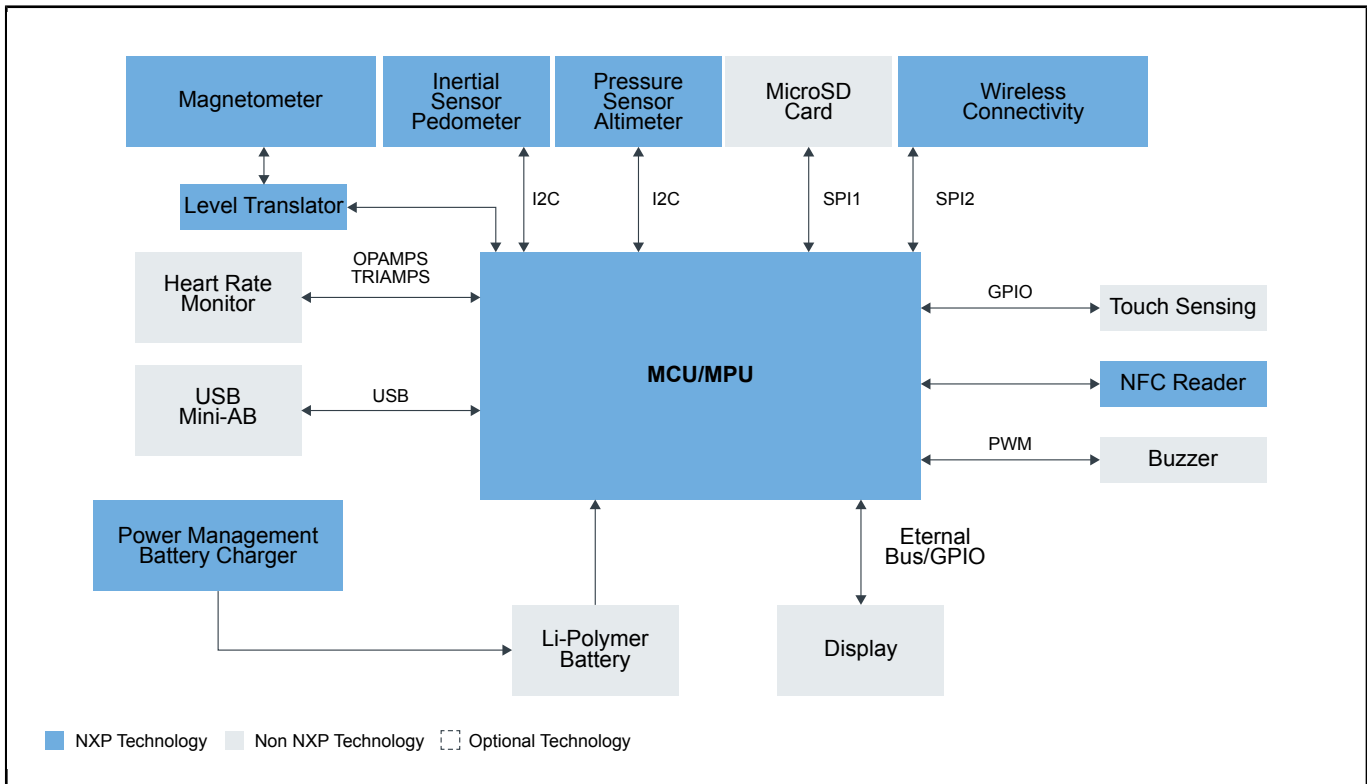 Magnetometer
Inertial
Sensor
Pedometer
Pressure
Sensor
Altimeter
MicroSD
Card
Wireless
Connectivity
Level Translator
I2C
I2C
SPI1
SPI2
Heart Rate
Monitor
OPAMPS
TRIAMPS
MCU/MPU
GPIO
Touch Sensing
USB
Mini-AB
USB
NFC Reader
PWM
Buzzer
Power Management
Battery Charger
Eternal
Bus/GPIO
Li-Polymer
Battery
Display
NXP Technology
Non NXP Technology
Optional Technology